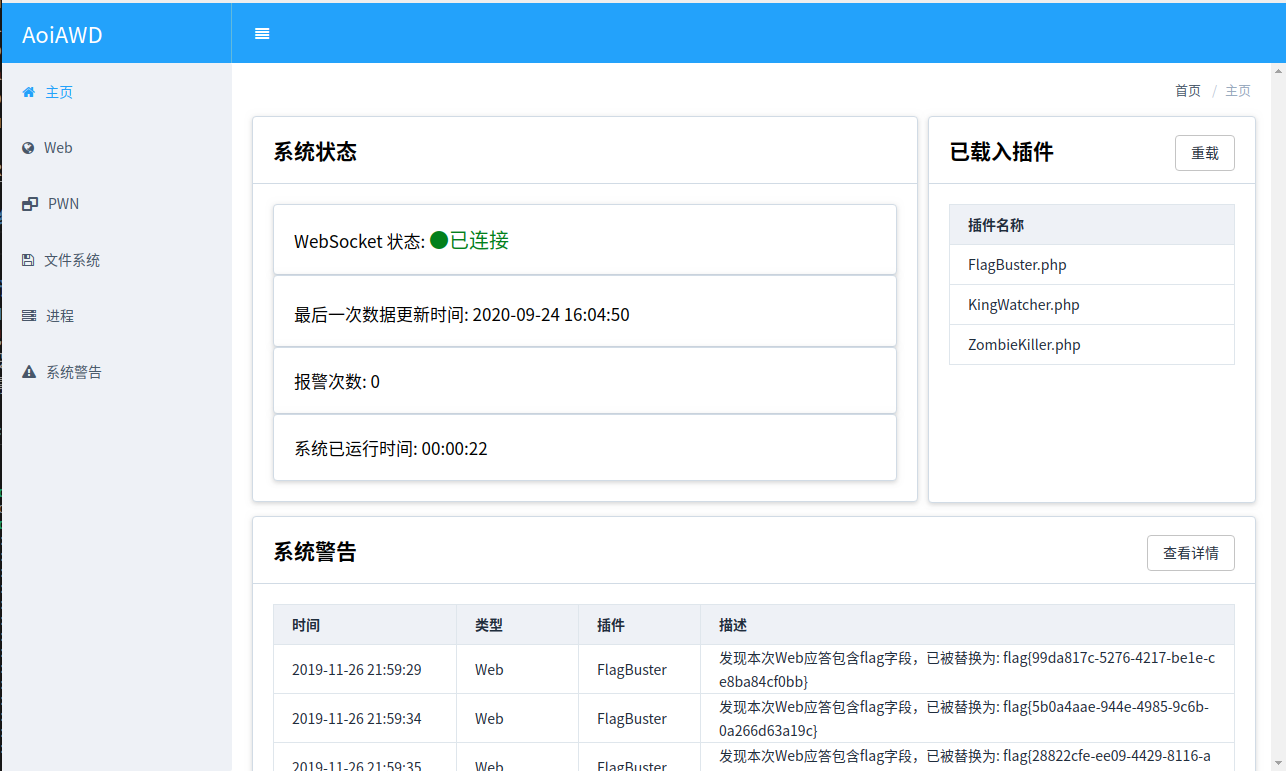 AoiAWD
主页
Web
PWN
文件系统
进程
系统警告
首页 / 主页
系统状态
WebSocket 状态: 已连接
最后一次数据更新时间: 2020-09-24 16:04:50
报警次数: 0
系统已运行时间: 00:00:22
已载入插件
重载
插件名称
FlagBuster.php
KingWatcher.php
ZombieKiller.php
系统警告
查看详情
时间 类型 插件 描述
2019-11-26 21:59:29 Web FlagBuster 发现本次Web应答包含flag字段，已被替换为: flag{99da817c-5276-4217-be1e-c
e8ba84cf0bb}
2019-11-26 21:59:34 Web FlagBuster 发现本次Web应答包含flag字段，已被替换为: flag{5b0a4aae-944e-4985-9c6b-
0a266d63a19c}
2019-11-26 21:59:35 Web FlagBuster 发现本次Web应答包含flag字段，已被替换为: flag{28822cfe-ee09-4429-8116-a